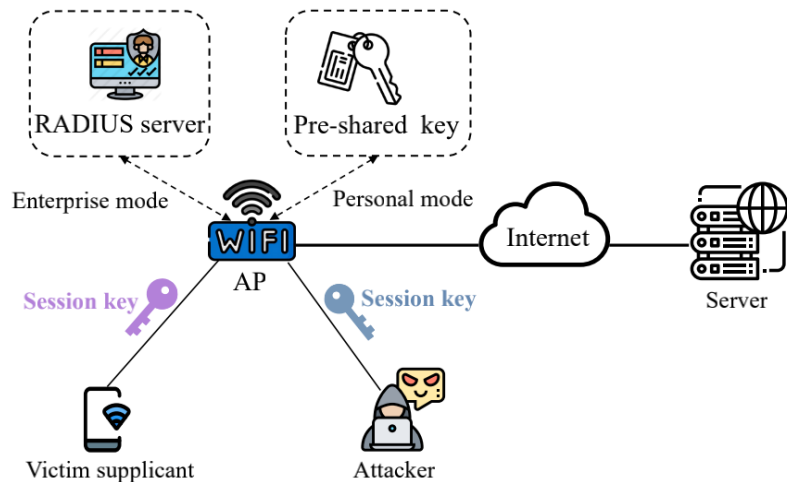 RADIUS server
Pre-shared key
Enterprise mode
Personal mode
WIFI
AP
Internet
Server
Session key
Session key
Victim supplicant
Attacker